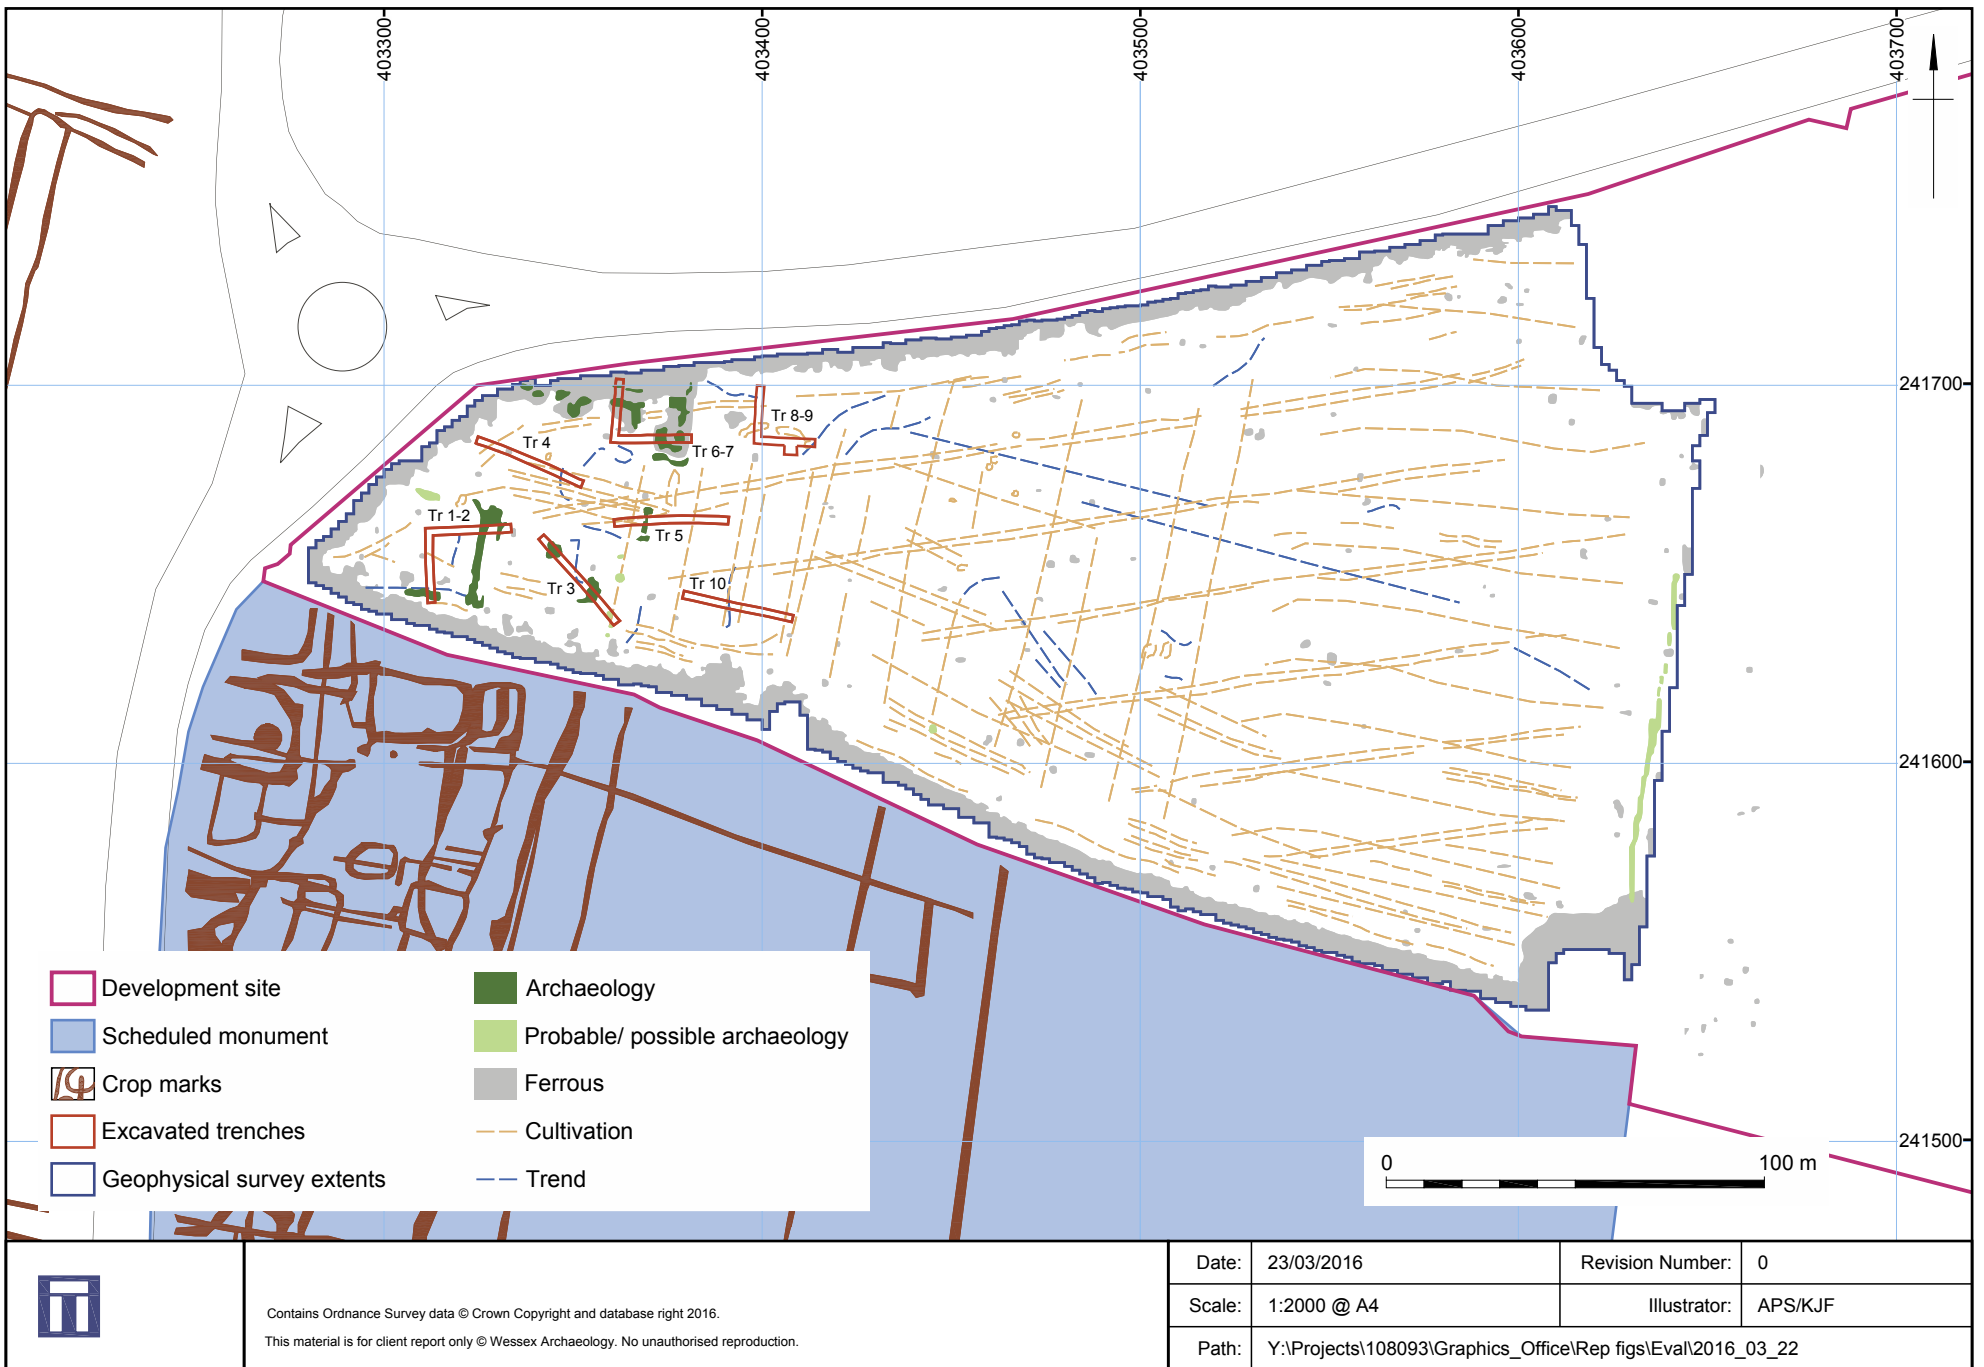 403300
403400
403500
403600
403700
241700
241600
241500
Tr 4
Tr 8-9
Tr 6-7
Tr 1-2
Tr 5
Tr 3
Tr 10
Development site
Scheduled monument
Crop marks
Excavated trenches
Geophysical survey extents
Archaeology
Probable/ possible archaeology
Ferrous
Cultivation
Trend
0 100 m
Contains Ordnance Survey data © Crown Copyright and database right 2016.
This material is for client report only © Wessex Archaeology. No unauthorised reproduction.
Date: 23/03/2016 Revision Number: 0
Scale: 1:2000 @ A4 Illustrator: APS/KJF
Path: Y:\Projects\108093\Graphics_Office\Rep figs\Eval\2016_03_22